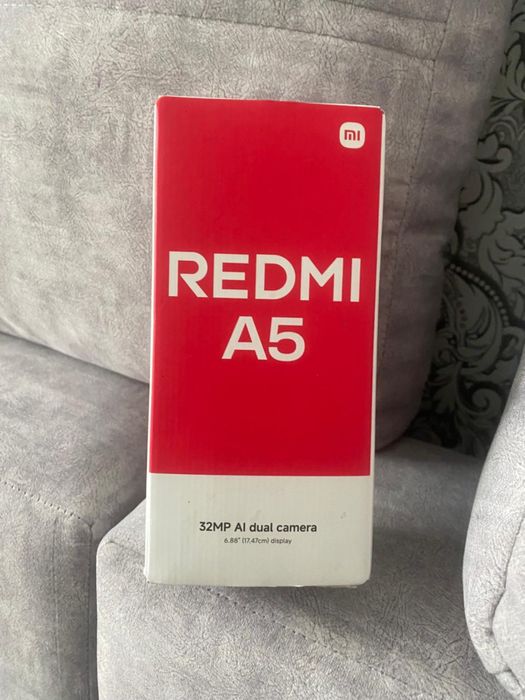 mi
REDMI
A5
32MP AI dual camera
6.88" (17.47cm) display